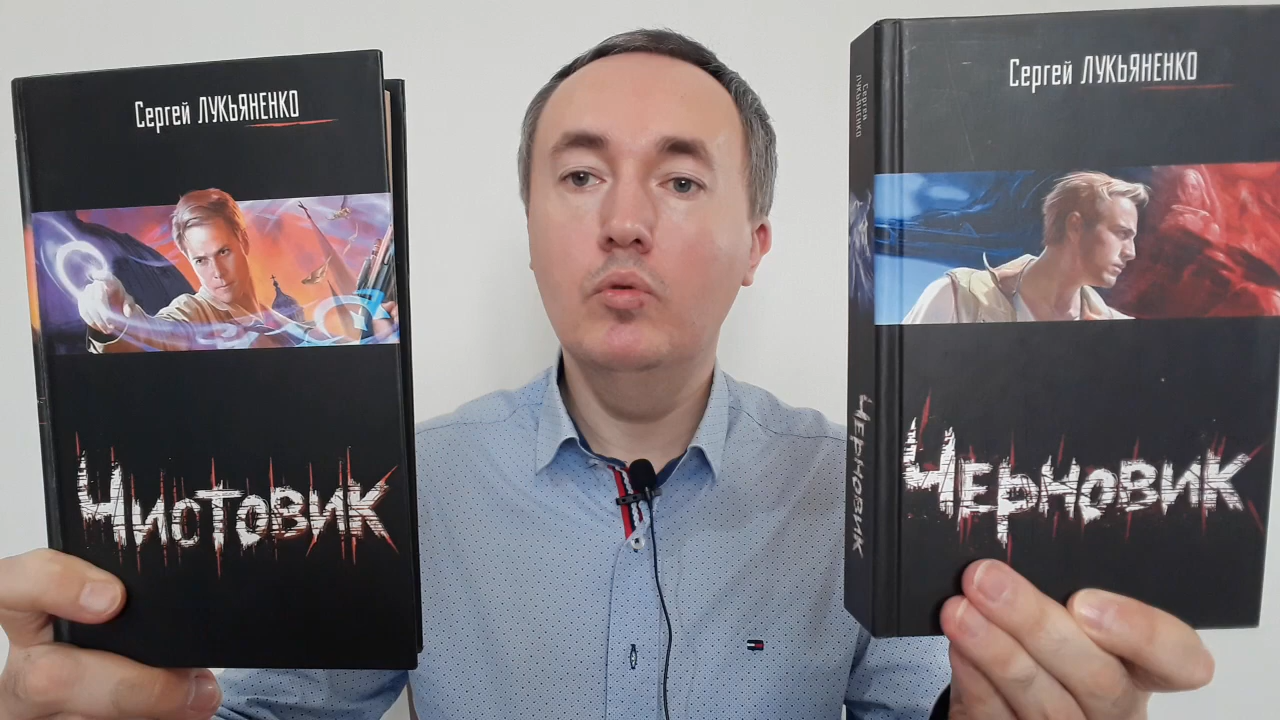 Сергей ЛУКЬЯНЕНКО
ЧИСТОВИК
Сергей ЛУКЬЯНЕНКО
ЧЕРНОВИК
Сергей
ЛУКЬЯНЕНКО
ЧЕРНОВИК